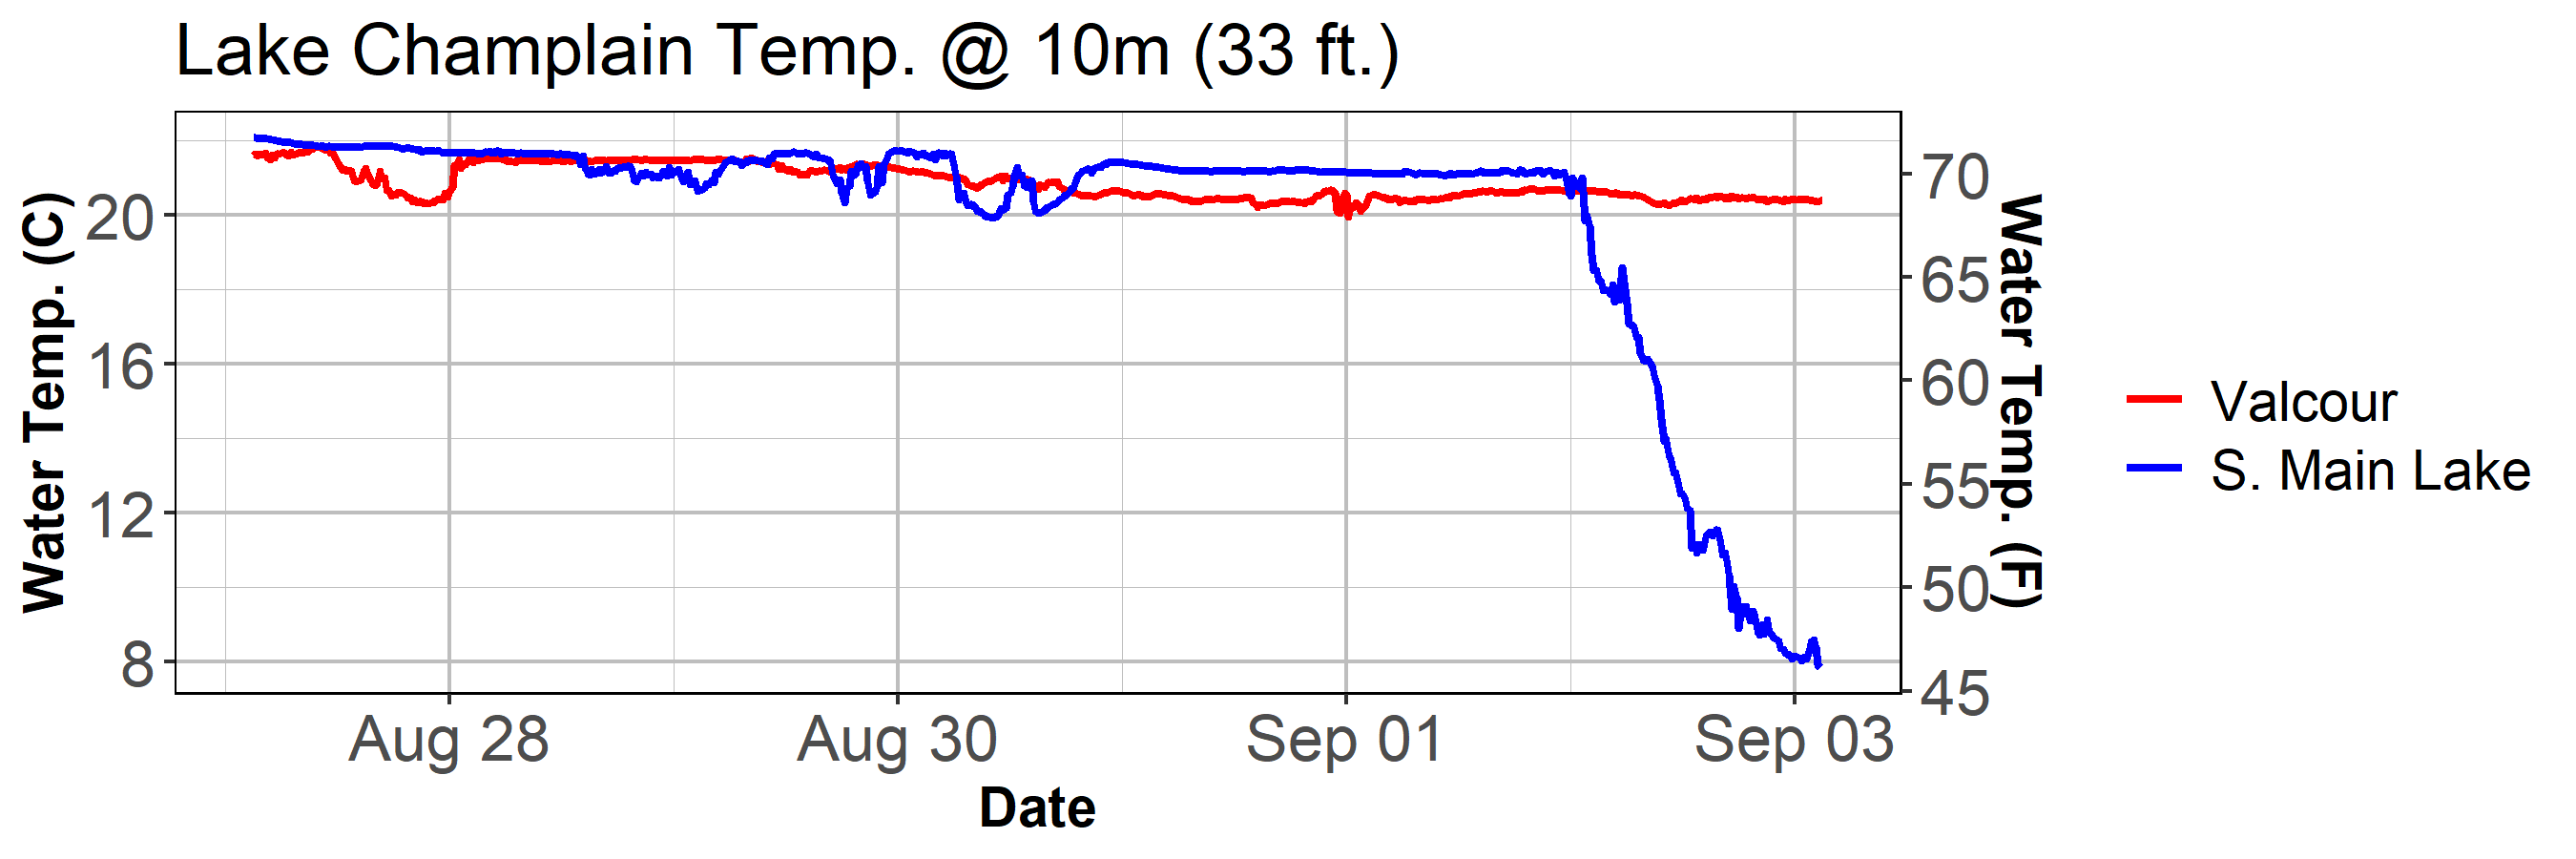 Lake Champlain Temp. @ 10m (33 ft.)
Water Temp. (C)
20
16
12
8
70
65
60
55
50
45
Water Temp. (F)
Aug 28
Aug 30
Sep 01
Sep 03
Date
Valcour
S. Main Lake